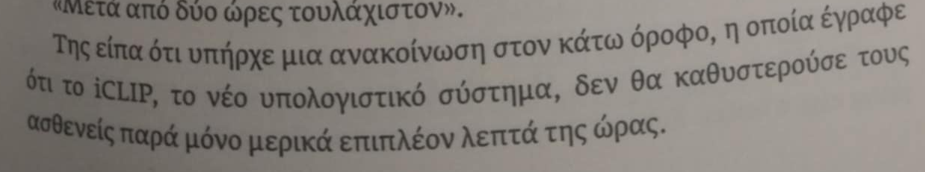 «Μετά από δύο ώρες τουλάχιστον».
Της είπα ότι υπήρχε μια ανακοίνωση στον κάτω όροφο, η οποία έγραφε
ότι το iCLIP, το νέο υπολογιστικό σύστημα, δεν θα καθυστερούσε τους
ασθενείς παρά μόνο μερικά επιπλέον λεπτά της ώρας.